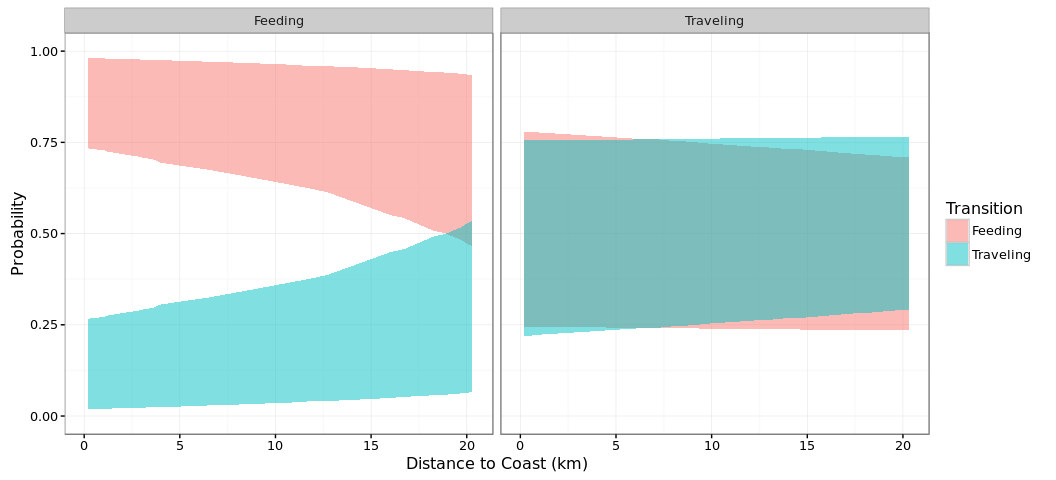 Feeding
Traveling
1.00
0.75
0.50
0.25
0.00
Probability
0 5 10 15 20
0 5 10 15 20
Distance to Coast (km)
Transition
Feeding
Traveling